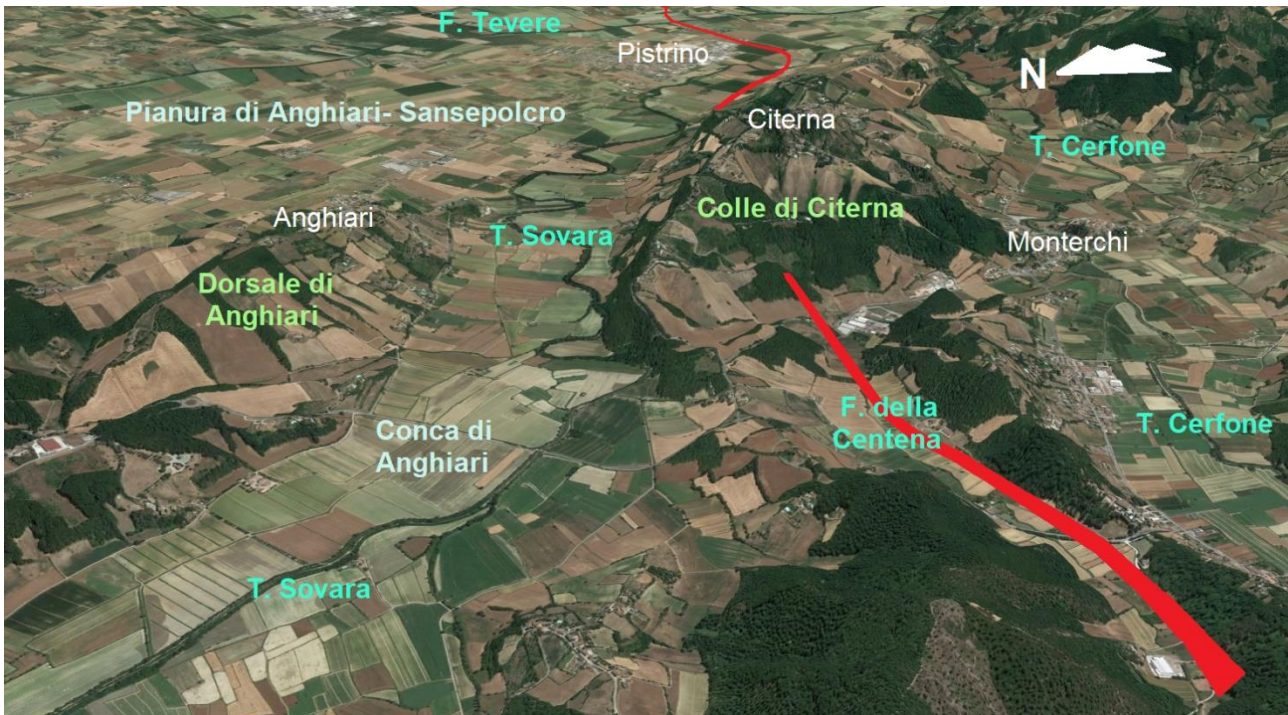 F. Tevere
Pistrino
N
Pianura di Anghiari- Sansepolcro
Citerna
T. Cerfone
Anghiari
Colle di Citerna
T. Sovara
Monterchi
Dorsale di
Anghiari
F. della
Centena
T. Cerfone
Conca di
Anghiari
T. Sovara